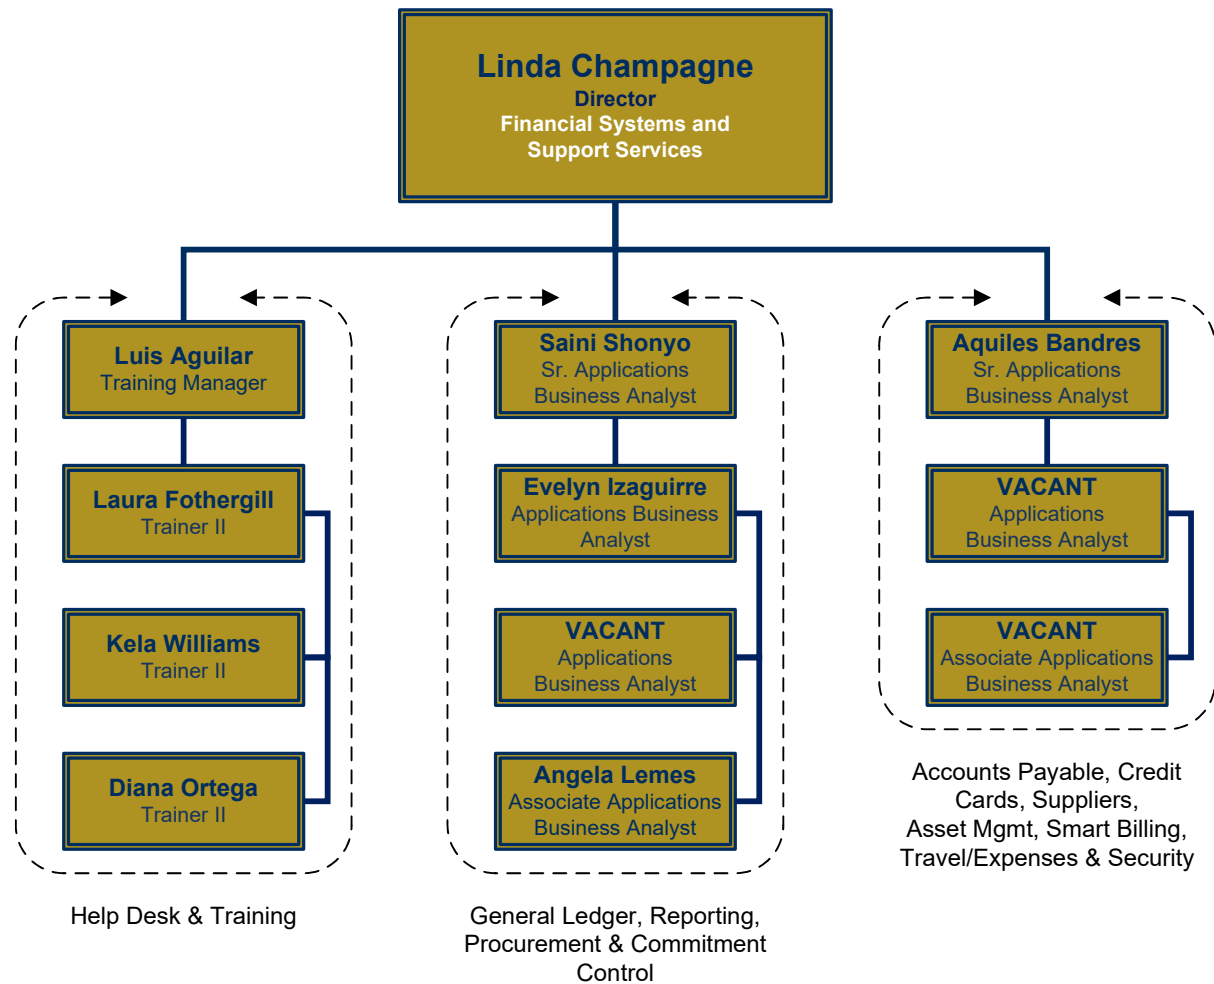 Linda Champagne
Director
Financial Systems and
Support Services
Luis Aguilar
Training Manager
Laura Fothergill
Trainer II
Kela Williams
Trainer II
Diana Ortega
Trainer II
Help Desk & Training
Saini Shonyo
Sr. Applications
Business Analyst
Evelyn Izaguirre
Applications Business
Analyst
VACANT
Applications
Business Analyst
Angela Lemes
Associate Applications
Business Analyst
General Ledger, Reporting,
Procurement & Commitment
Control
Aquiles Bandres
Sr. Applications
Business Analyst
VACANT
Applications
Business Analyst
VACANT
Associate Applications
Business Analyst
Accounts Payable, Credit
Cards, Suppliers,
Asset Mgmt, Smart Billing,
Travel/Expenses & Security